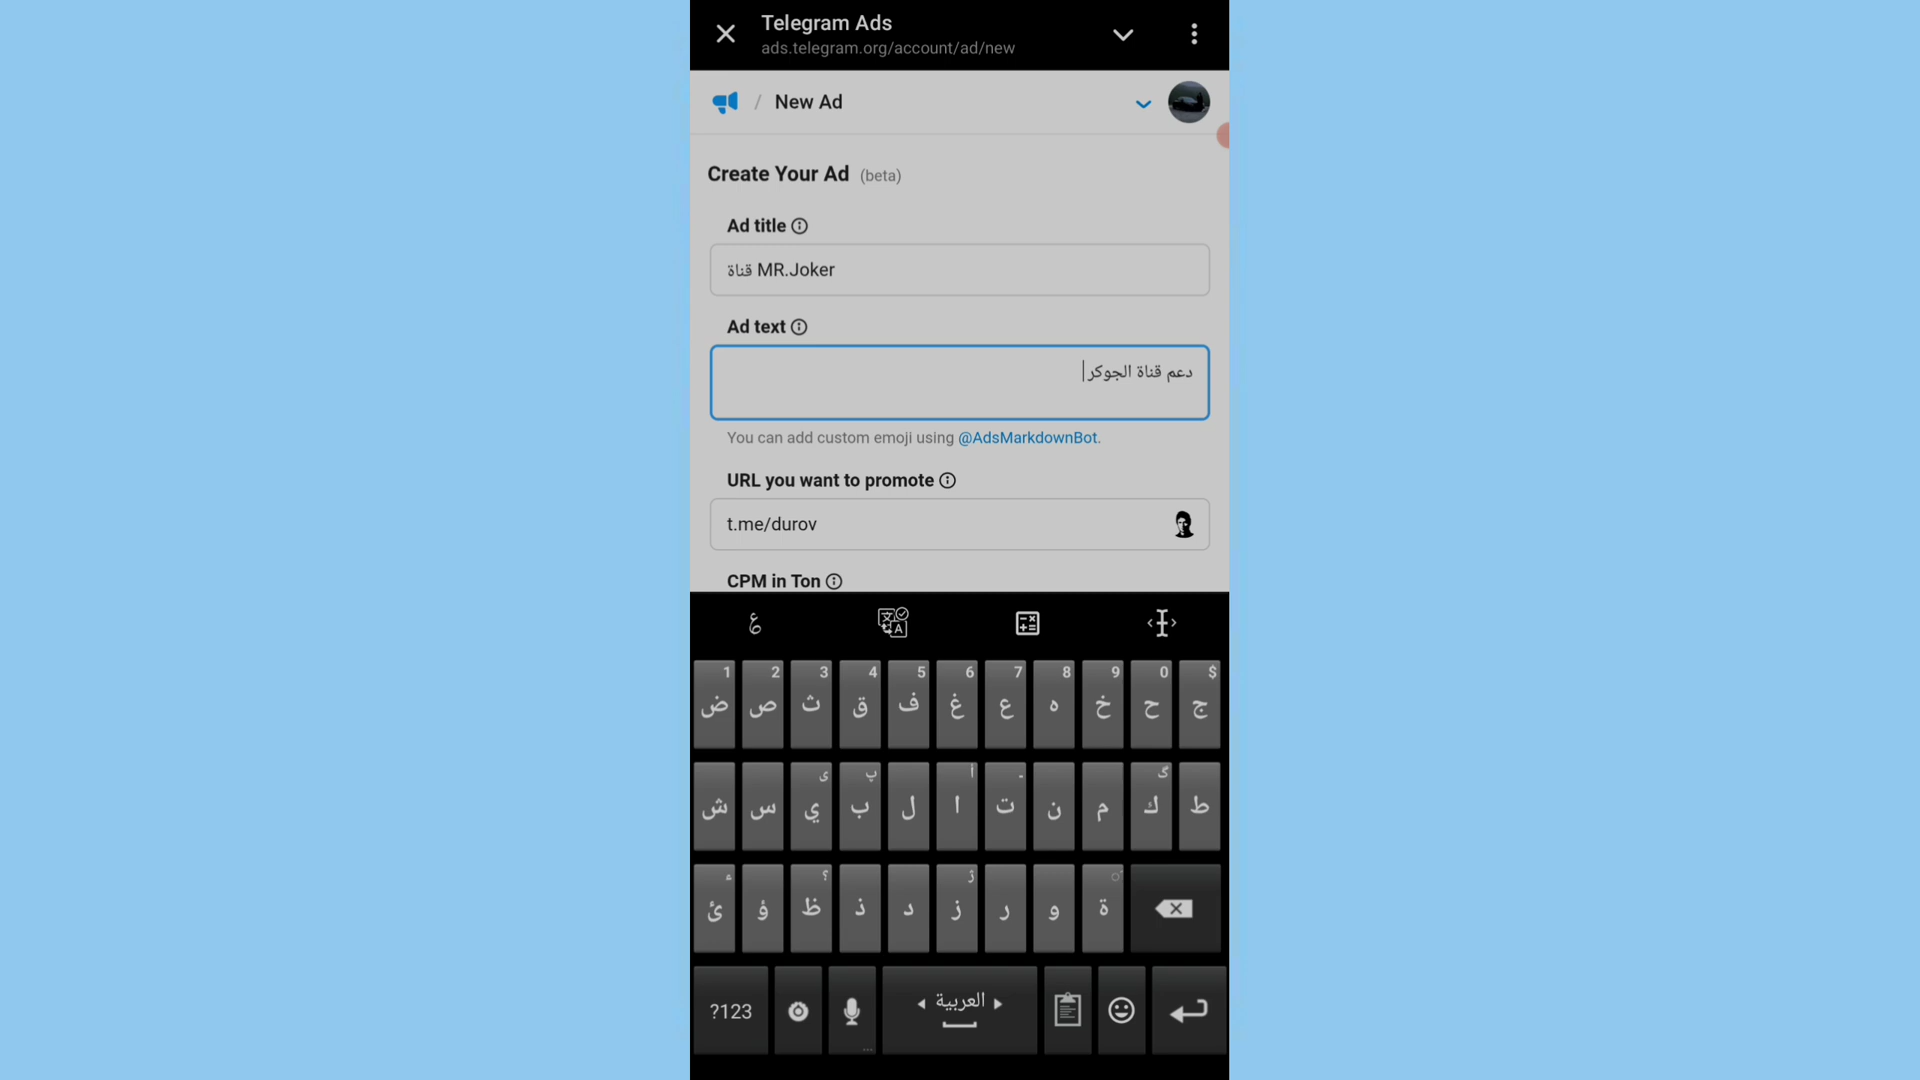 Telegram Ads
ads.telegram.org/account/ad/new
/ New Ad
Create Your Ad (beta)
Ad title
قناة MR.Joker
Ad text
دعم قناة الجوكر
You can add custom emoji using @AdsMarkdownBot.
URL you want to promote
t.me/durov
CPM in Ton
ع
1 2 3 4 5 6 7 8 9 0 $
ض ص ث ق ف غ ع ه خ ح ج
ى پ أ - گ
ش س ي ب ل ا ت ن م ك ط
ء ؟ ژ
ئ ؤ ظ ذ د ز ر و ة
?123 العربية